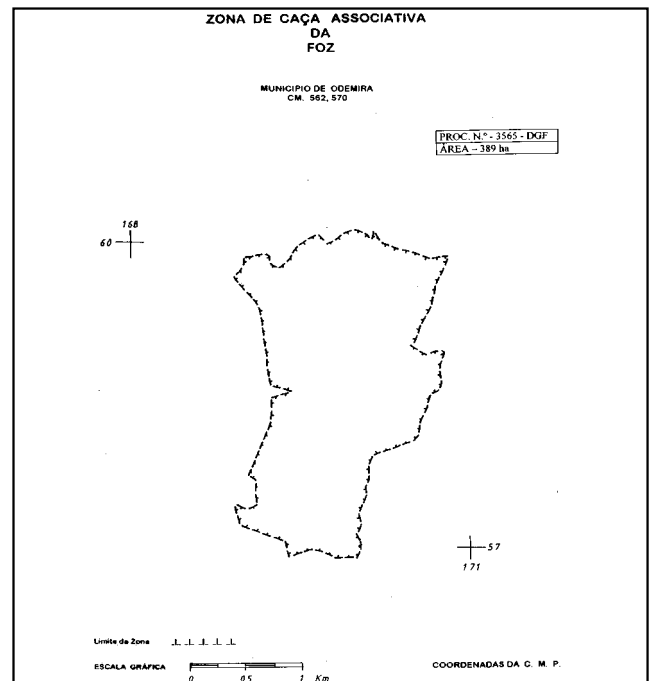 ZONA DE CAÇA ASSOCIATIVA
DA
FOZ
MUNICIPIO DE ODEMIRA
CM. 562, 570
PROC. N.º - 3565 - DGF
ÁREA – 389 ha
168
60
57
171
Limite da Zona
ESCALA GRÁFICA
0 0.5 1 Km
COORDENADAS DA C. M. P.